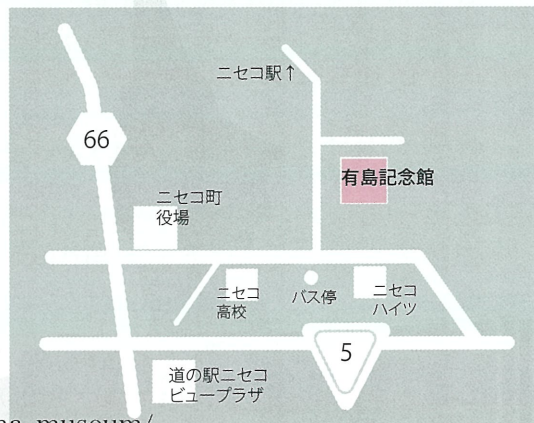 ニセコ駅↑
66
有島記念館
ニセコ町
役場
ニセコ
高校
バス停
ニセコ
ハイツ
5
道の駅ニセコ
ビュープラザ
museum/